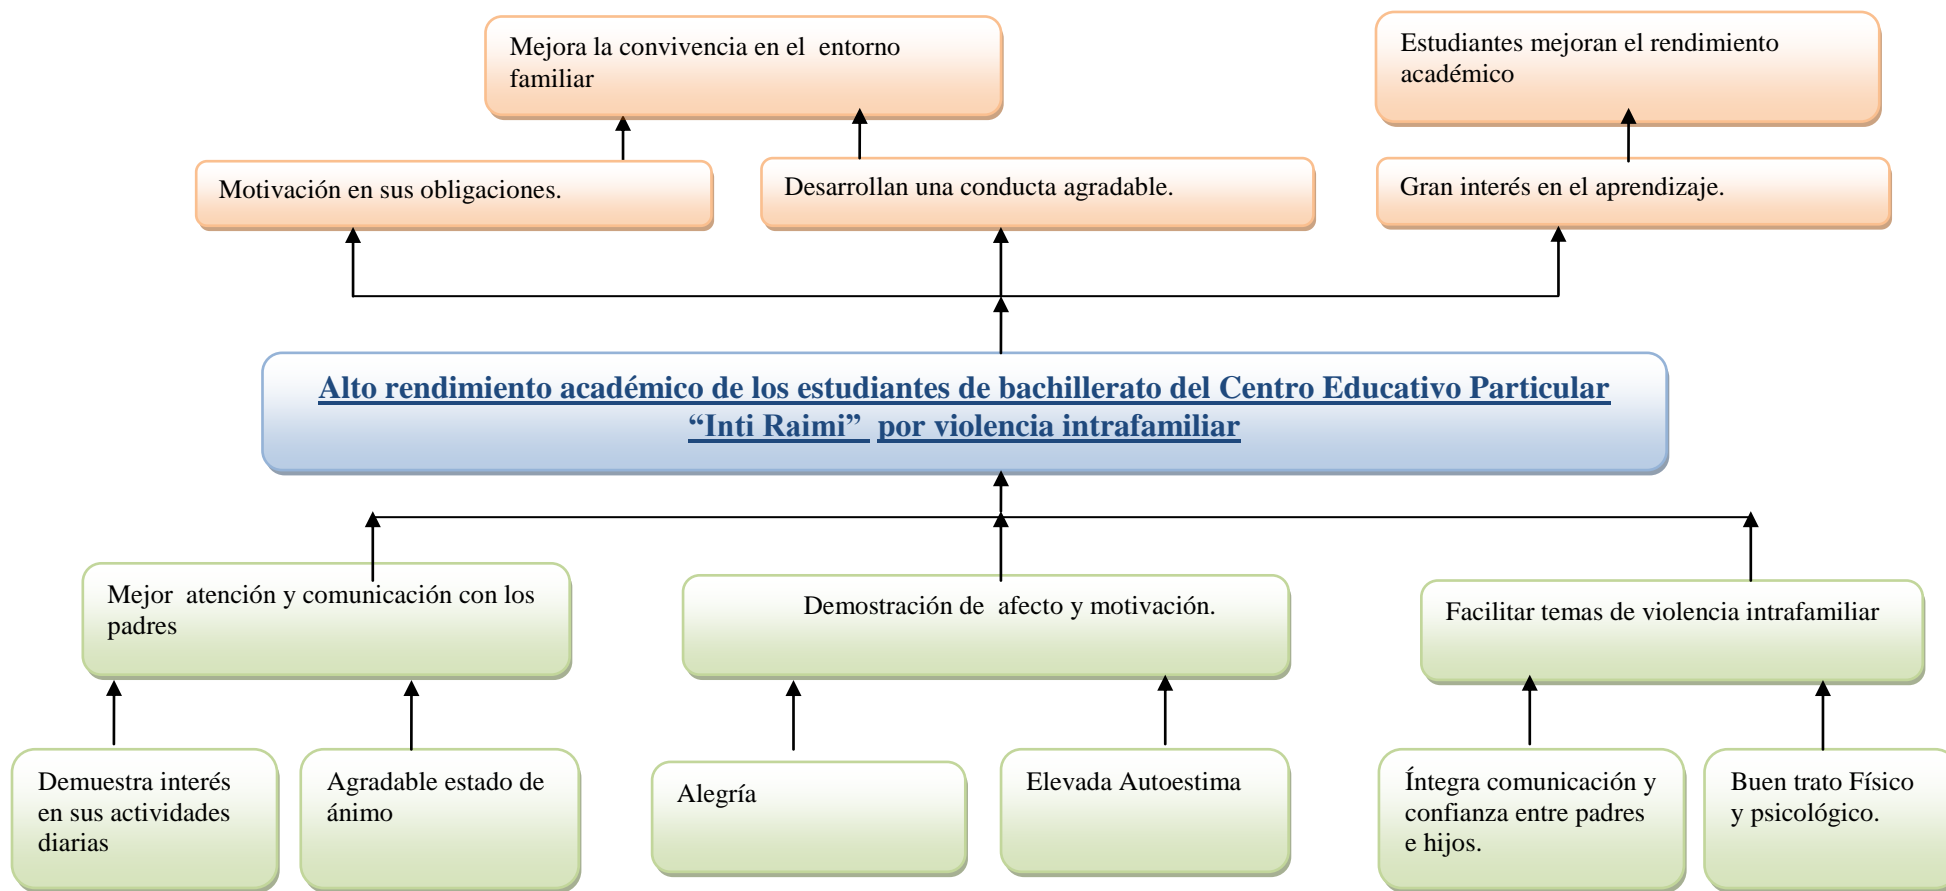 Mejora la convivencia en el entorno
familiar
Estudiantes mejoran el rendimiento
académico
Motivación en sus obligaciones.
Desarrollan una conducta agradable.
Gran interés en el aprendizaje.
Alto rendimiento académico de los estudiantes de bachillerato del Centro Educativo Particular
“Inti Raimi” por violencia intrafamiliar
Mejor atención y comunicación con los
padres
Demostración de afecto y motivación.
Facilitar temas de violencia intrafamiliar
Demuestra interés
en sus actividades
diarias
Agradable estado de
ánimo
Alegría
Elevada Autoestima
Íntegra comunicación y
confianza entre padres
e hijos.
Buen trato Físico
y psicológico.